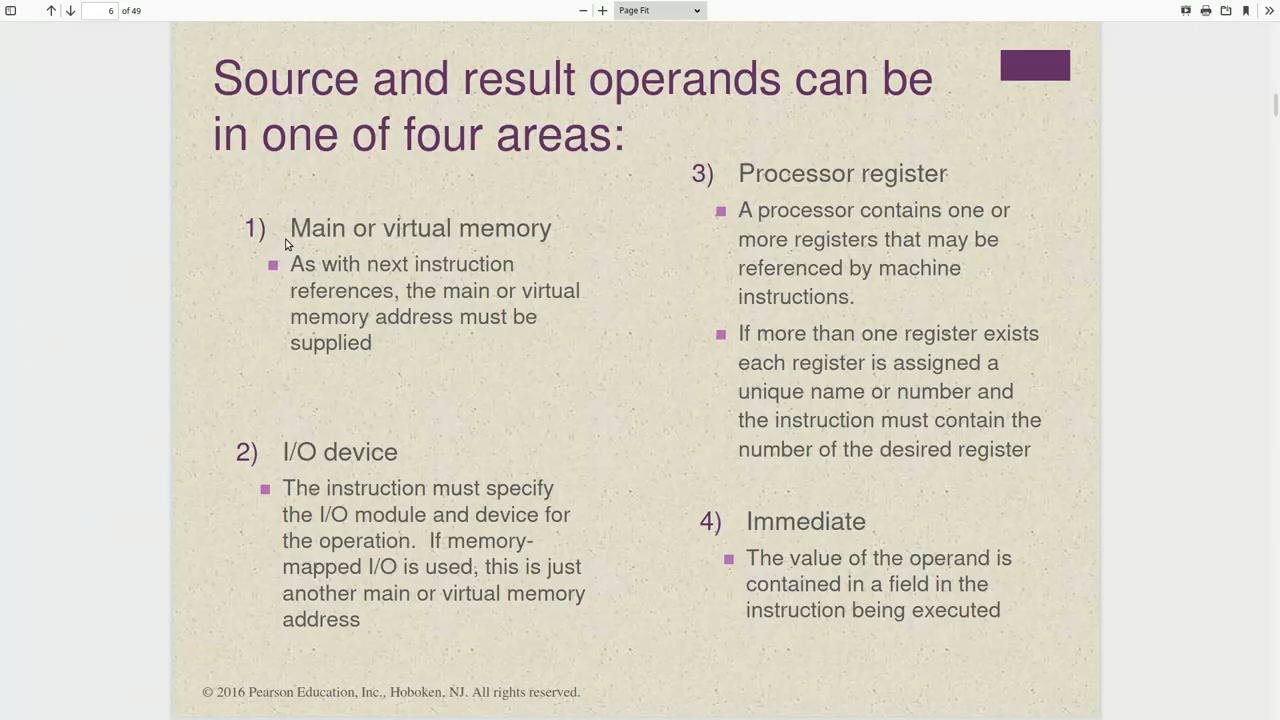 6 of 49
Page Fit
Source and result operands can be
in one of four areas:
1) Main or virtual memory
As with next instruction
references, the main or virtual
memory address must be
supplied
2) I/O device
The instruction must specify
the I/O module and device for
the operation.  If memory-
mapped I/O is used, this is just
another main or virtual memory
address
3) Processor register
A processor contains one or
more registers that may be
referenced by machine
instructions.
If more than one register exists
each register is assigned a
unique name or number and
the instruction must contain the
number of the desired register
4) Immediate
The value of the operand is
contained in a field in the
instruction being executed
© 2016 Pearson Education, Inc., Hoboken, NJ. All rights reserved.